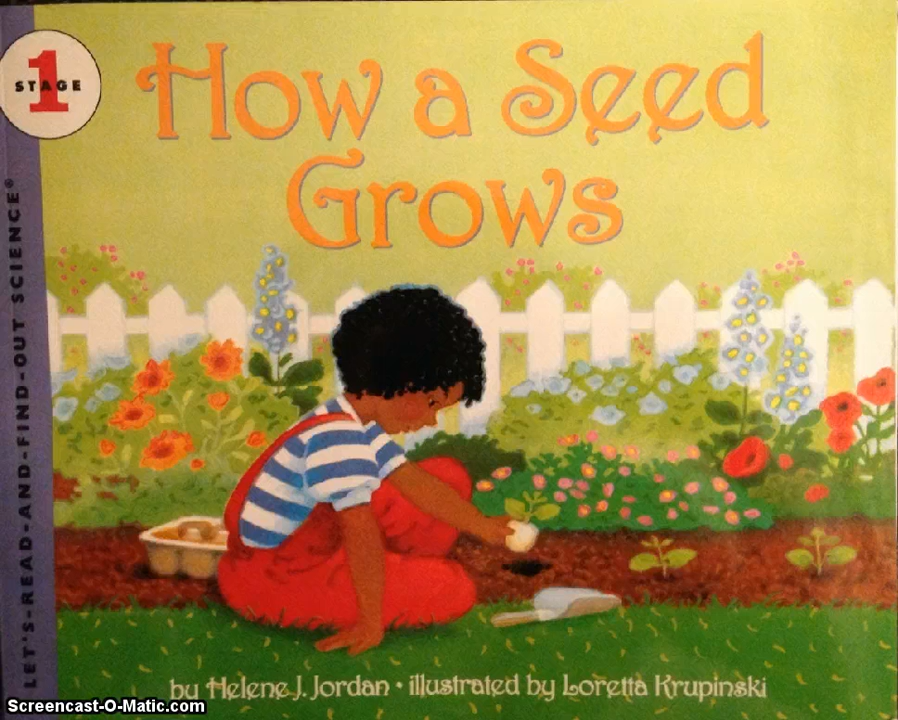 1
STAGE
How a Seed
Grows
LET'S-READ-AND-FIND-OUT SCIENCE®
by Helene J. Jordan • illustrated by Loretta Krupinski
Screencast-O-Matic.com